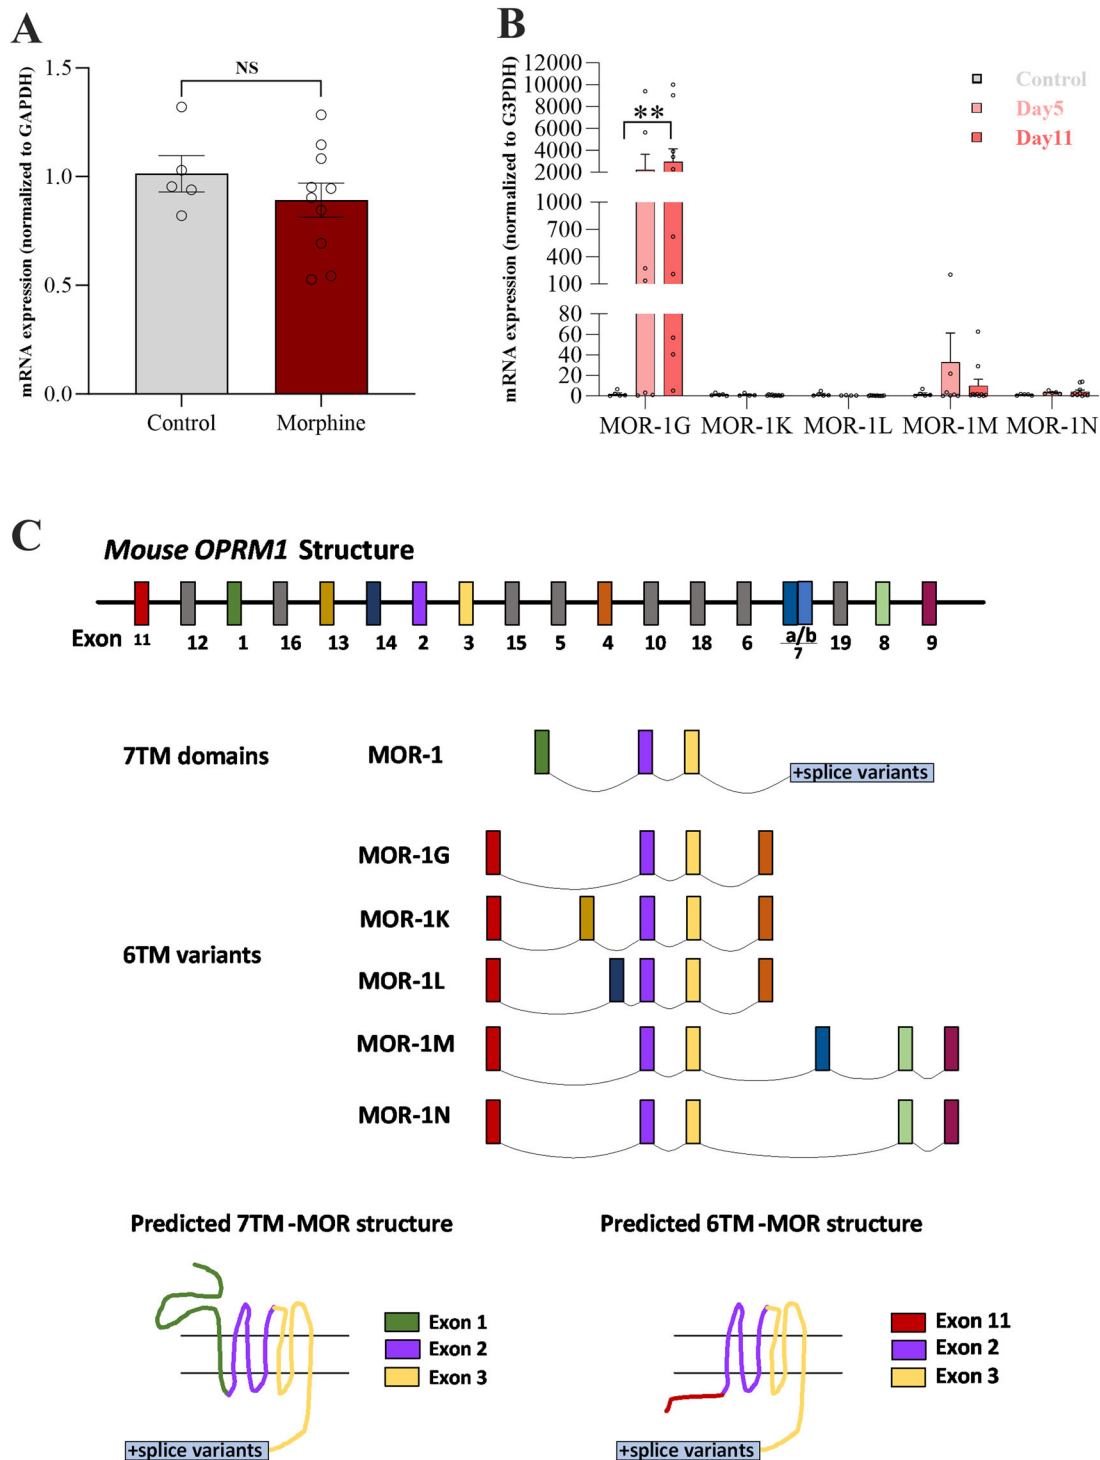 A
mRNA expression (normalized to GAPDH)
1.5
1.0
0.5
0.0
NS
Control
Morphine
B
mRNA expression (normalized to G3PDH)
12000
10000
8000
6000
4000
2000
1000
700
400
100
80
60
40
20
0
**
Control
Day5
Day11
MOR-1G
MOR-1K
MOR-1L
MOR-1M
MOR-1N
C
Mouse OPRM1 Structure
Exon 11 12 1 16 13 14 2 3 15 5 4 10 18 6 a/b 19 8 9
7
7TM domains
MOR-1
+splice variants
MOR-1G
MOR-1K
6TM variants
MOR-1L
MOR-1M
MOR-1N
Predicted 7TM -MOR structure
Exon 1
Exon 2
Exon 3
+splice variants
Predicted 6TM -MOR structure
Exon 11
Exon 2
Exon 3
+splice variants